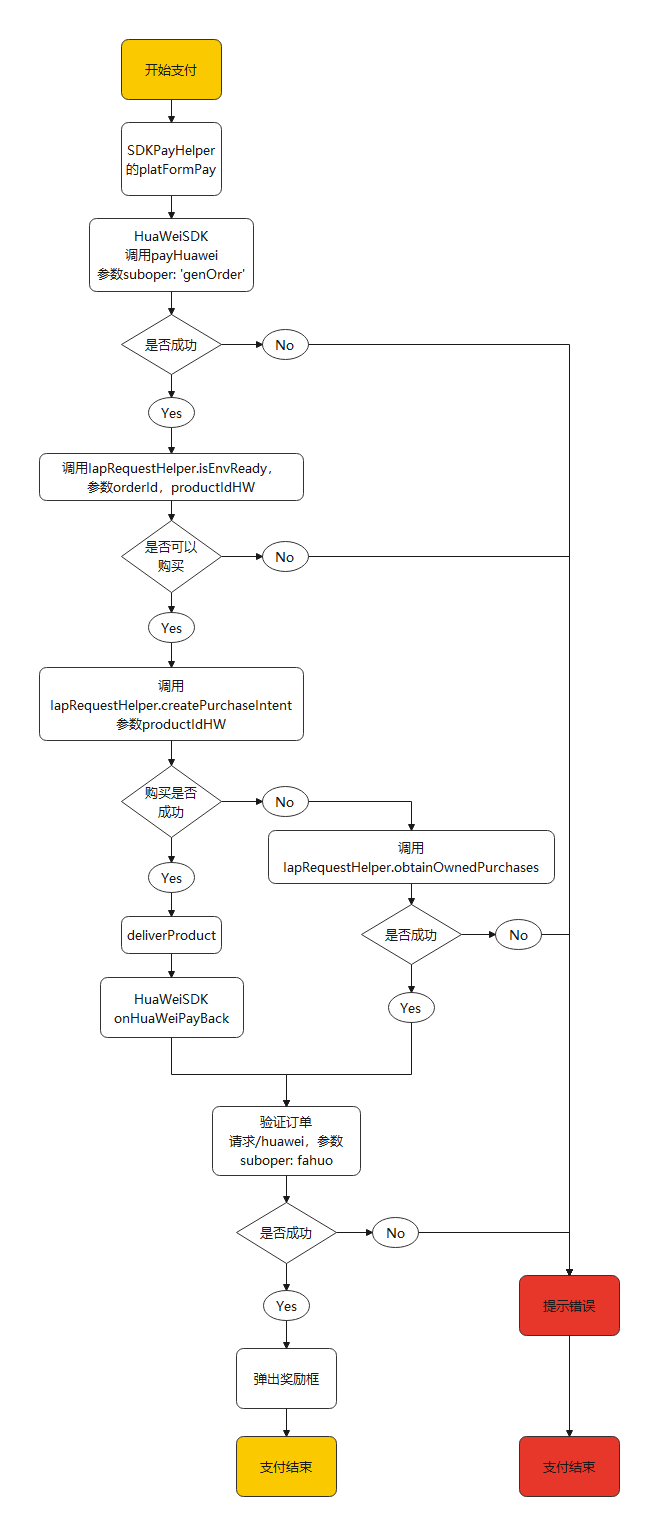 开始支付
SDKPayHelper
的platFormPay
HuaWeiSDK
调用payHuawei
参数suboper: 'genOrder'
是否成功
No
Yes
调用IapRequestHelper.isEnvReady,
参数orderId，productIdHW
是否可以
购买
No
Yes
调用
IapRequestHelper.createPurchaseIntent
参数productIdHW
购买是否
成功
No
调用
IapRequestHelper.obtainOwnedPurchases
Yes
是否成功
No
deliverProduct
HuaWeiSDK
onHuaWeiPayBack
Yes
验证订单
请求/huawei，参数
suboper: fahuo
是否成功
No
Yes
提示错误
弹出奖励框
支付结束
支付结束